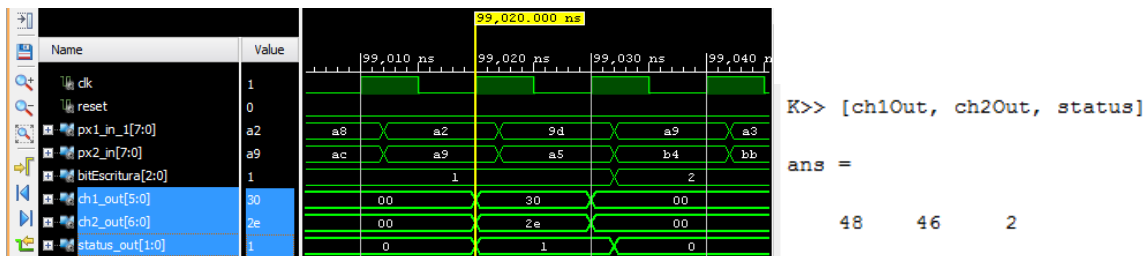 99,020.000 ns
Name Value
99,010 ns 99,020 ns 99,030 ns 99,040 n
clk 1
reset 0
px1_in_1[7:0] a2 a8 a2 9d a9 a3
px2_in[7:0] a9 ac a9 a5 b4 bb
bitEscritura[2:0] 1 1 2
ch1_out[5:0] 30 00 30 00
ch2_out[6:0] 2e 00 2e 00
status_out[1:0] 1 0 1 0
K>> [ch1Out, ch2Out, status]
ans =
48 46 2